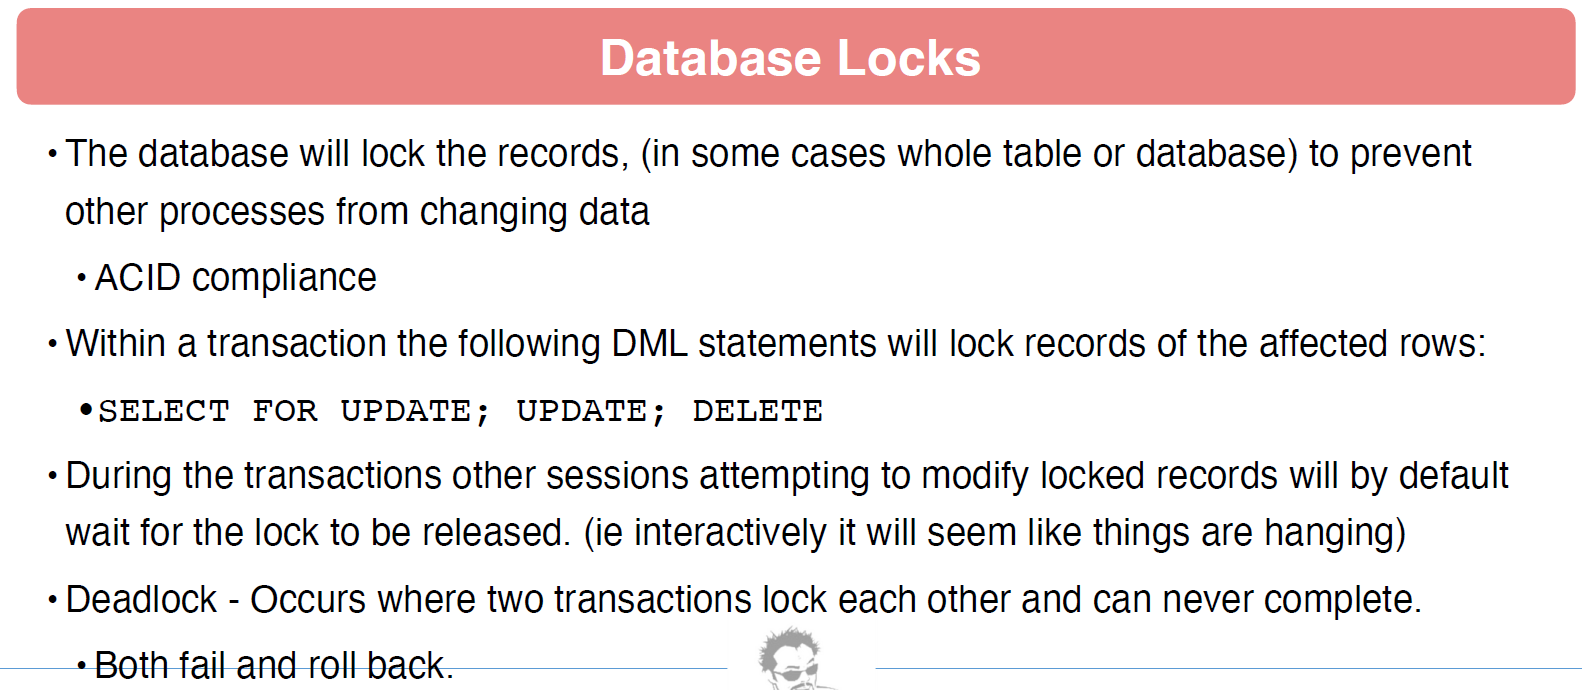 Database Locks
• The database will lock the records, (in some cases whole table or database) to prevent
other processes from changing data
• ACID compliance
• Within a transaction the following DML statements will lock records of the affected rows:
• SELECT FOR UPDATE; UPDATE; DELETE
• During the transactions other sessions attempting to modify locked records will by default
wait for the lock to be released. (ie interactively it will seem like things are hanging)
• Deadlock - Occurs where two transactions lock each other and can never complete.
• Both fail and roll back.